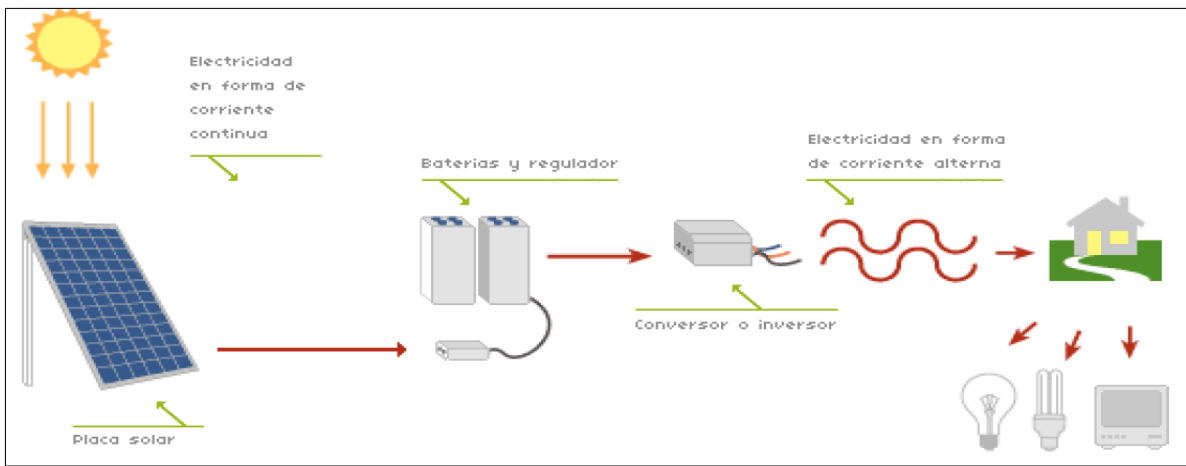 Electricidad
en forma de
corriente
continua
Baterias y regulador
Electricidad en forma
de corriente alterna
Conversor o inversor
Placa solar